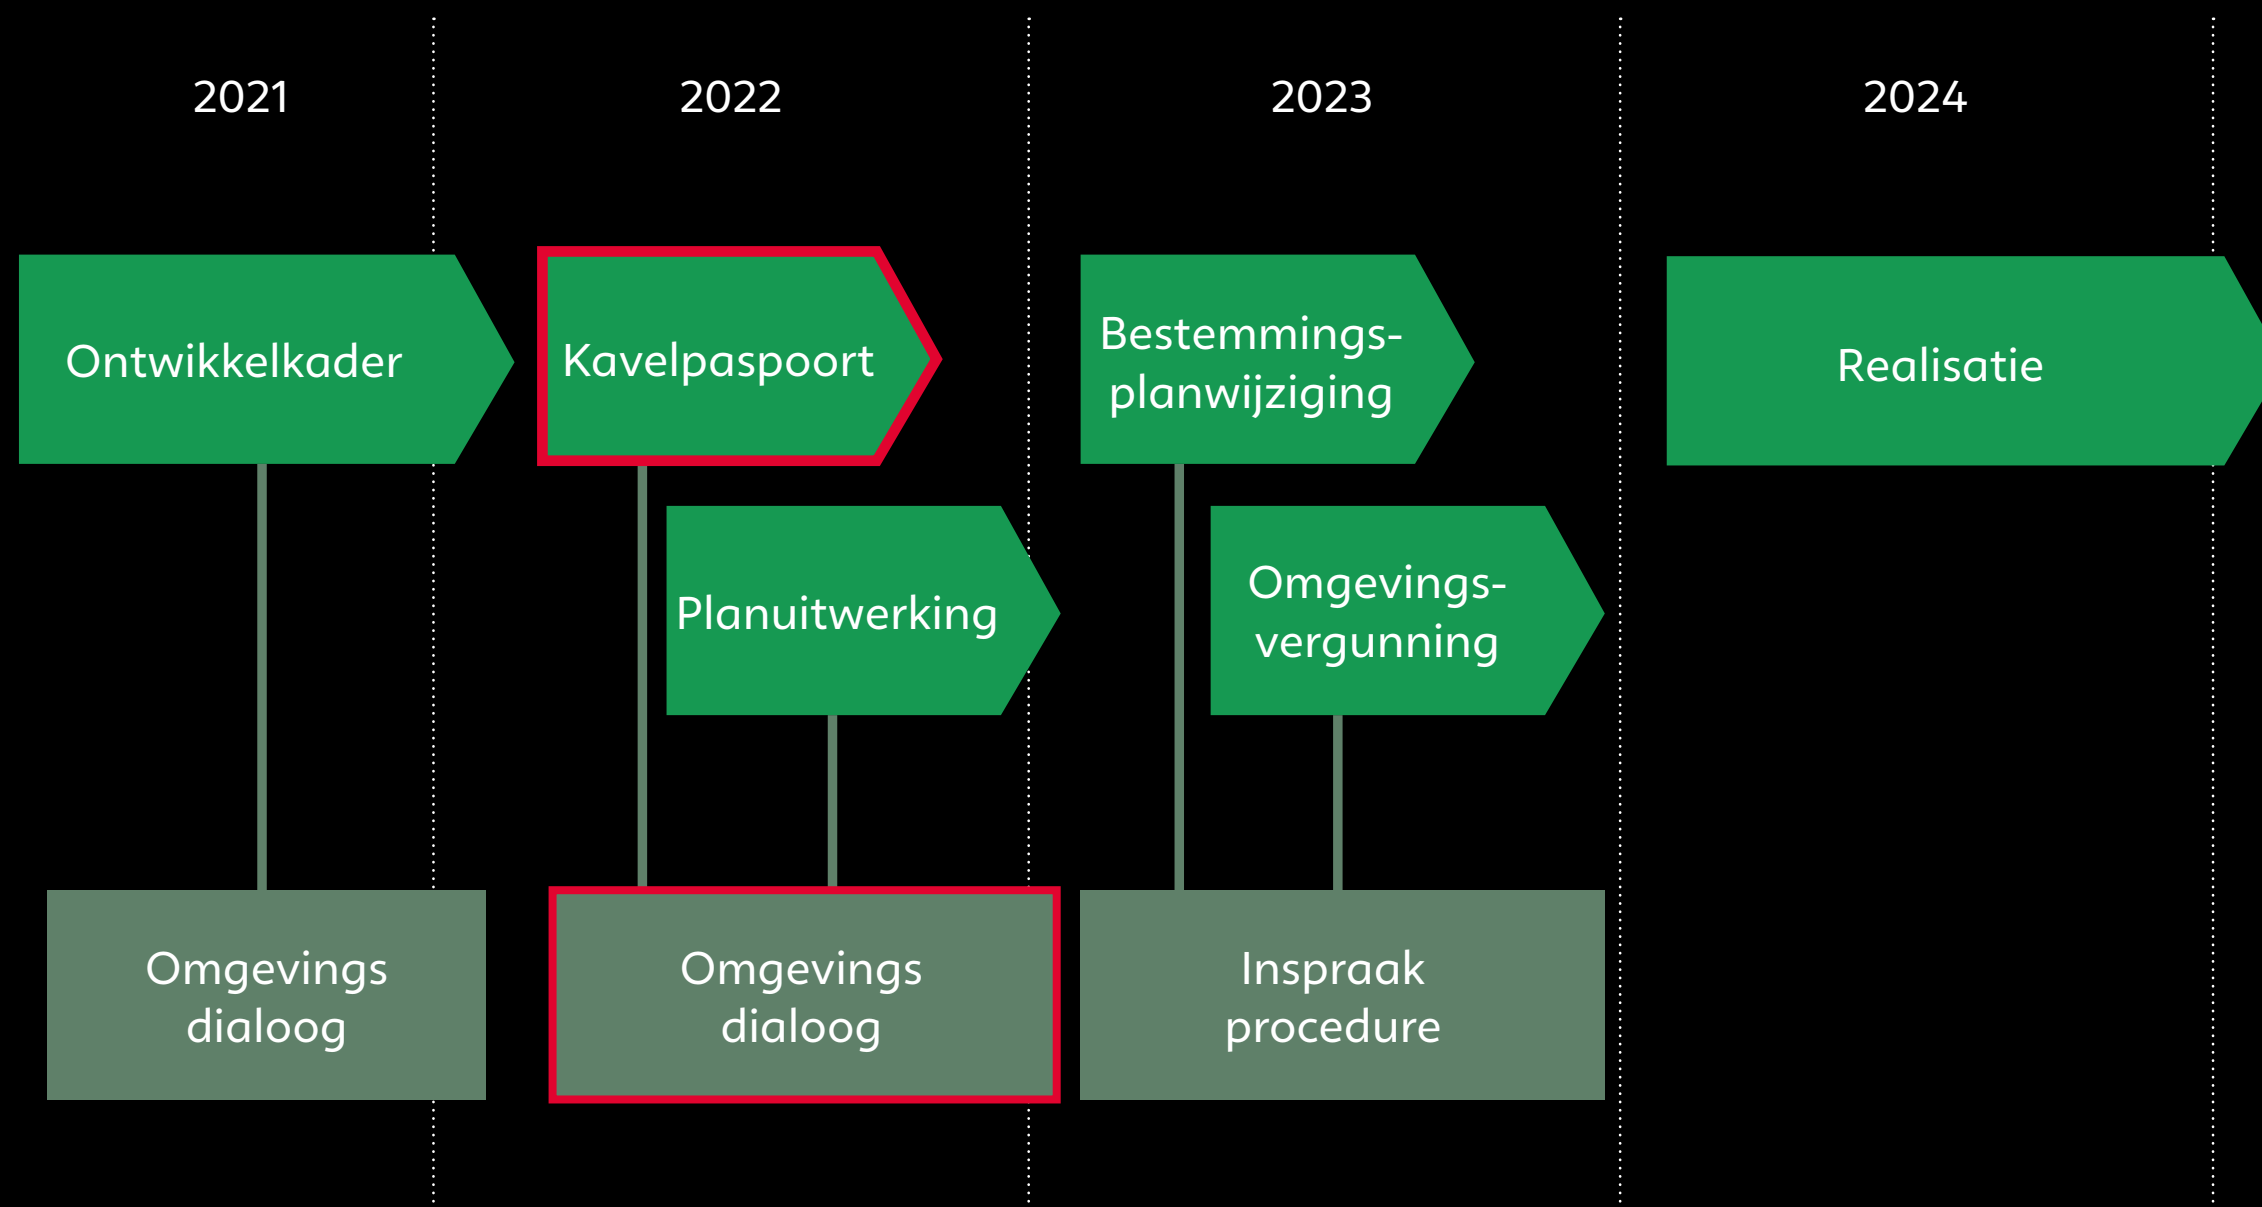 2021
2022
2023
2024
Ontwikkelkader
Kavelpaspoort
Bestemmings-
planwijziging
Realisatie
Planuitwerking
Omgevings-
vergunning
Omgevings
dialoog
Omgevings
dialoog
Inspraak
procedure